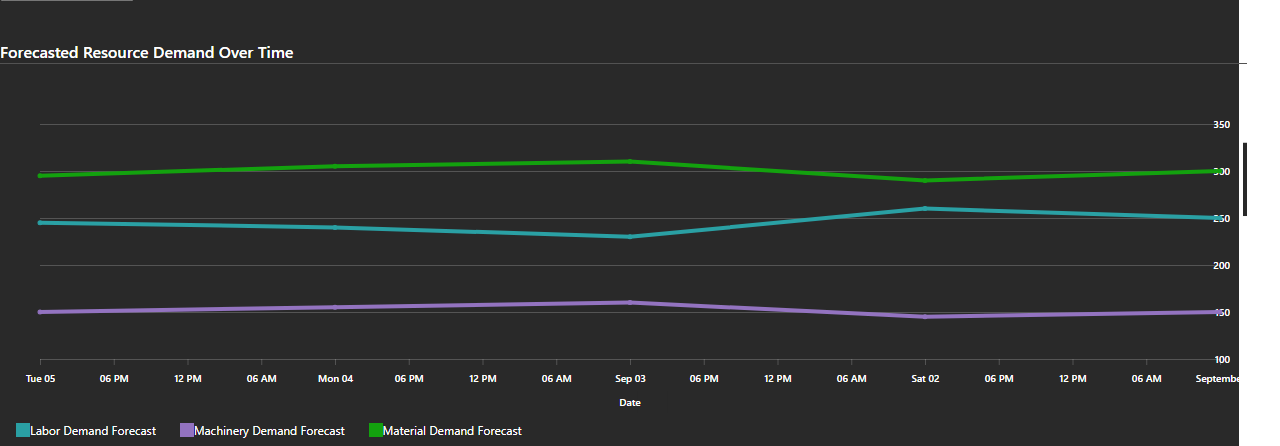 Forecasted Resource Demand Over Time
350
300
250
200
150
100
Tue 05 06 PM 12 PM 06 AM Mon 04 06 PM 12 PM 06 AM Sep 03 06 PM 12 PM 06 AM Sat 02 06 PM 12 PM 06 AM Septembe
Date
Labor Demand Forecast Machinery Demand Forecast Material Demand Forecast